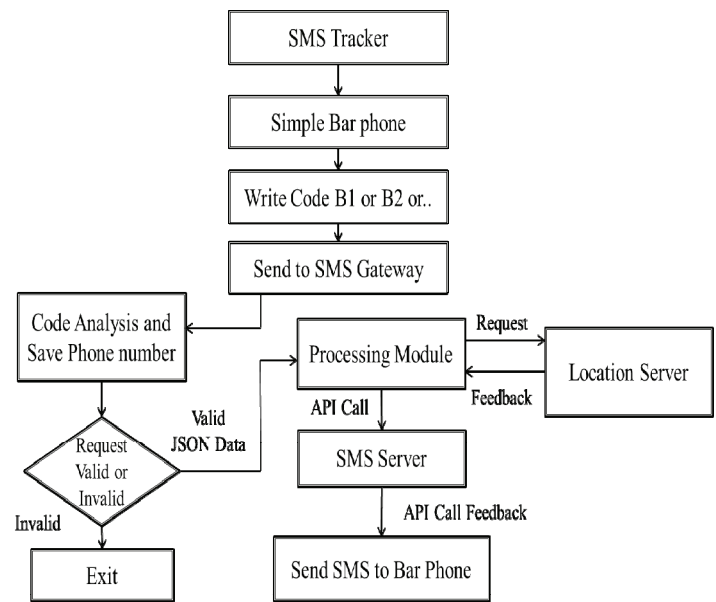 SMS Tracker
Simple Bar phone
Write Code B1 or B2 or..
Send to SMS Gateway
Code Analysis and
Save Phone number
Processing Module
Request
Location Server
Feedback
Valid
JSON Data
API Call
Request
Valid or
Invalid
SMS Server
Invalid
API Call Feedback
Exit
Send SMS to Bar Phone